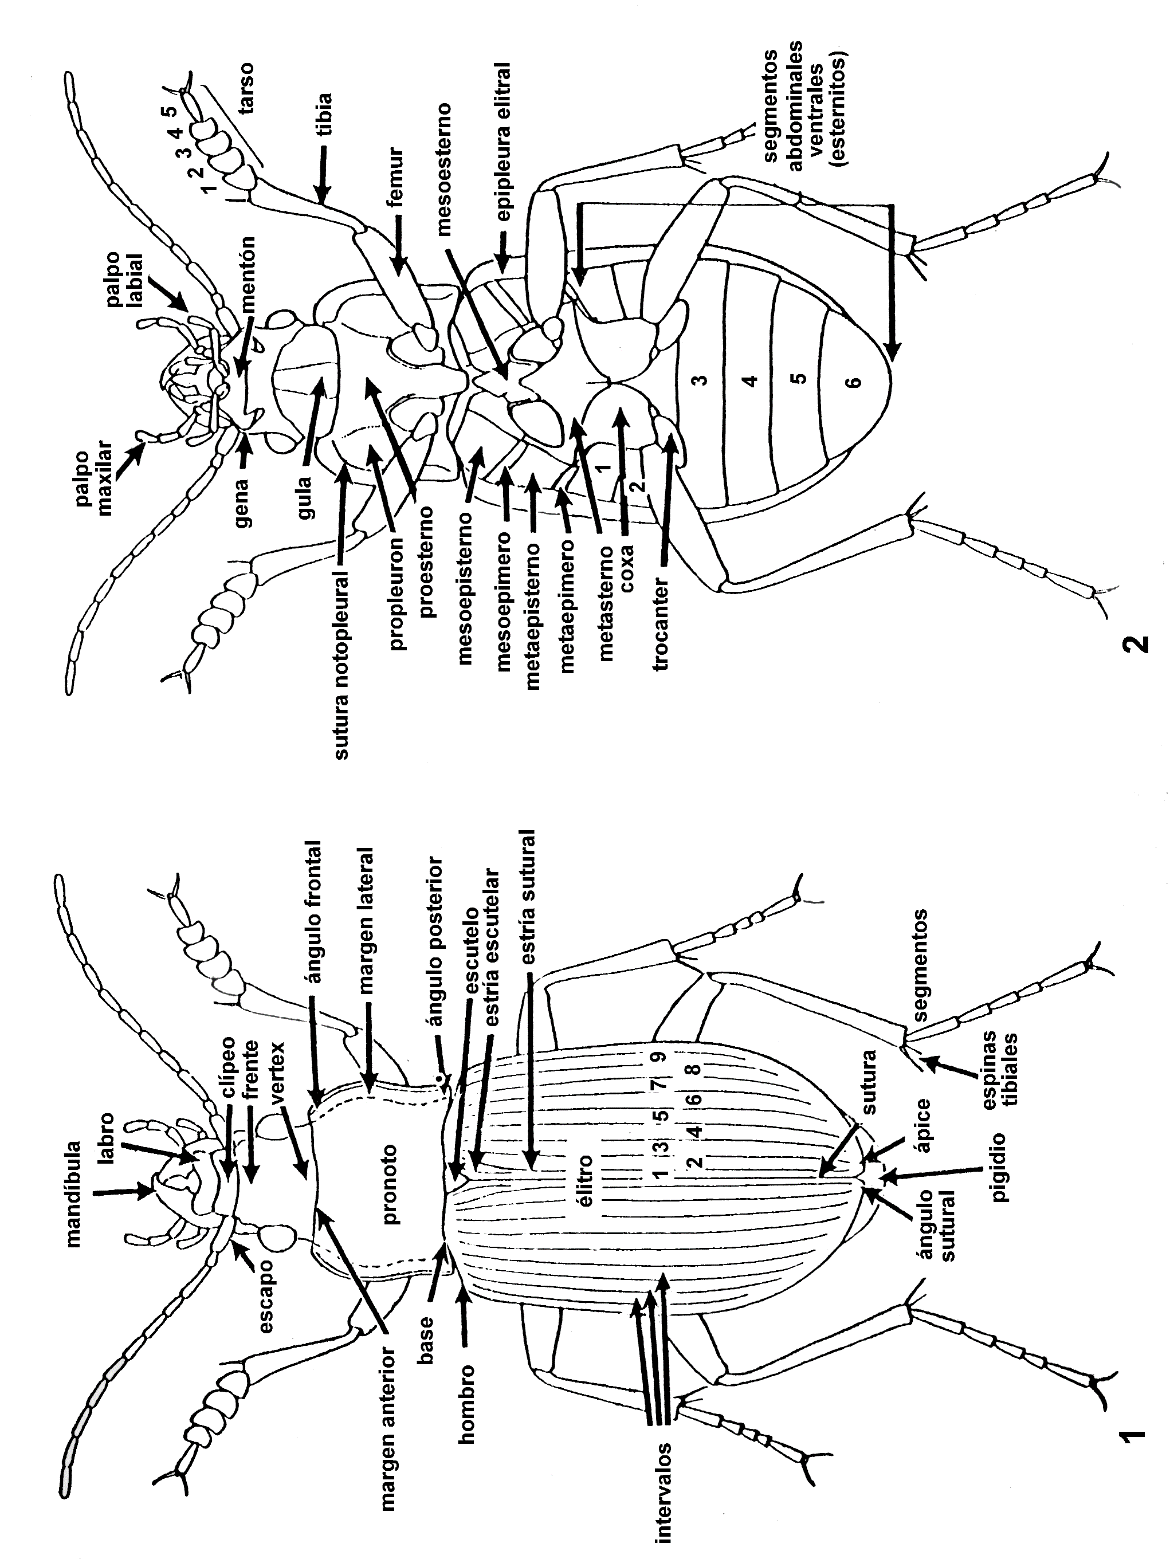 mandíbula
labro
clípeo
frente
vertex
ángulo frontal
margen lateral
ángulo posterior
escutelo
estría escutelar
estría sutural
escapo
pronoto
margen anterior
base
hombro
élitro
1 3 5 7 9
2 4 6 8
intervalos
sutura
ápice
pigidio
ángulo
sutural
segmentos
espinas
tibiales
1
palpo
maxilar
palpo
labial
mentón
1 2 3 4 5
tarso
tibia
femur
mesoesterno
epipleura elitral
segmentos
abdominales
ventrales
(esternitos)
gena
gula
sutura notopleural
propleuron
proesterno
mesoepisterno
mesoepimero
metaepisterno
metaepimero
metasterno
coxa
trocanter
1
2
3
4
5
6
2